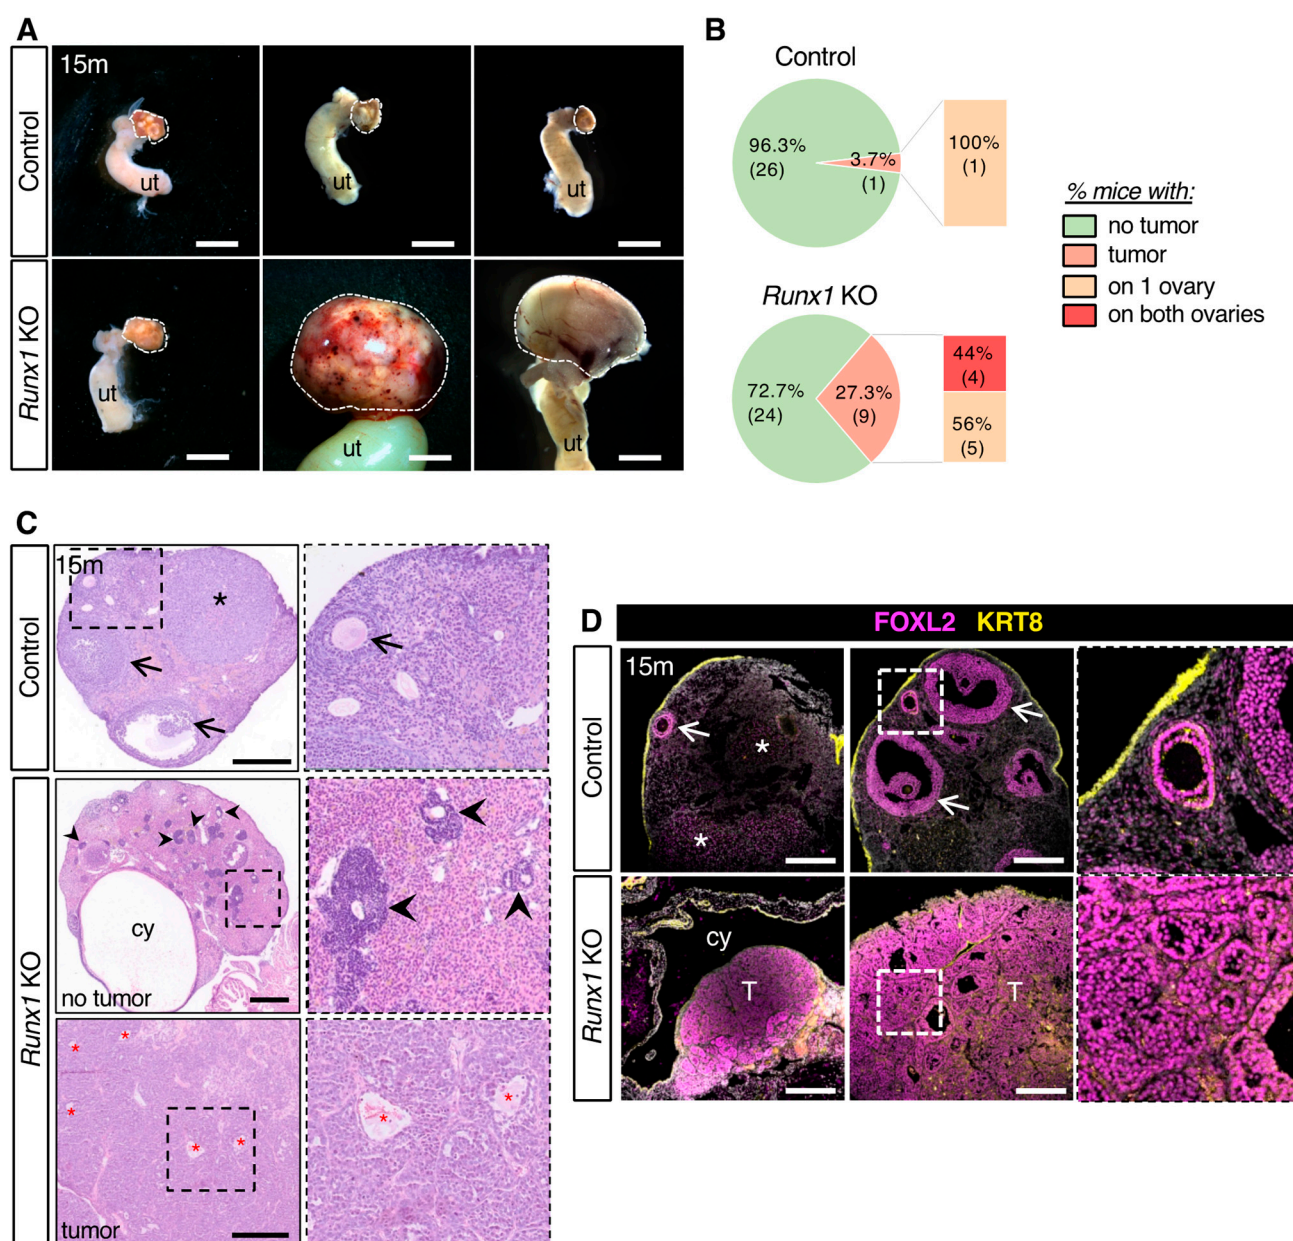 A
Control
15m
ut
ut
ut
Runx1 KO
ut
ut
ut
B
Control
96.3%
(26)
3.7%
(1)
100%
(1)
Runx1 KO
72.7%
(24)
27.3%
(9)
44%
(4)
56%
(5)
% mice with:
no tumor
tumor
on 1 ovary
on both ovaries
C
Control
15m
*
Runx1 KO
cy
no tumor
* * * * *
* *
tumor
D
FOXL2 KRT8
Control
15m
*
*
Runx1 KO
cy
T
T